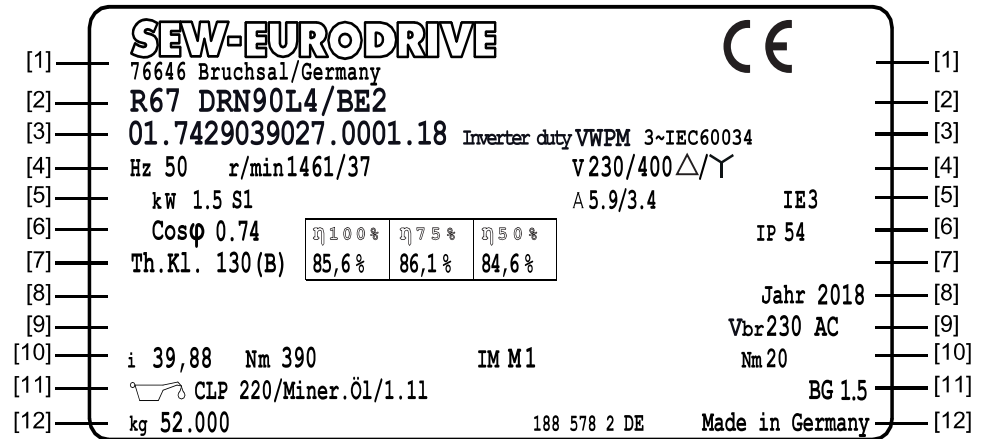 SEW-EURODRIVE CE
[1] 76646 Bruchsal/Germany [1]
[2] R67 DRN90L4/BE2 [2]
[3] 01.7429039027.0001.18 Inverter duty VWPM 3~IEC60034 [3]
[4] Hz 50 r/min1461/37 V 230/400 △/Y [4]
[5] kW 1.5 S1 A 5.9/3.4 IE3 [5]
[6] Cosφ 0.74 η100% η75% η50% IP 54 [6]
[7] Th.Kl. 130(B) 85,6% 86,1% 84,6% [7]
[8] Jahr 2018 [8]
[9] Vbr230 AC [9]
[10] i 39,88 Nm 390 IM M1 Nm 20 [10]
[11] CLP 220/Miner.Öl/1.1l BG 1.5 [11]
[12] kg 52.000 188 578 2 DE Made in Germany [12]